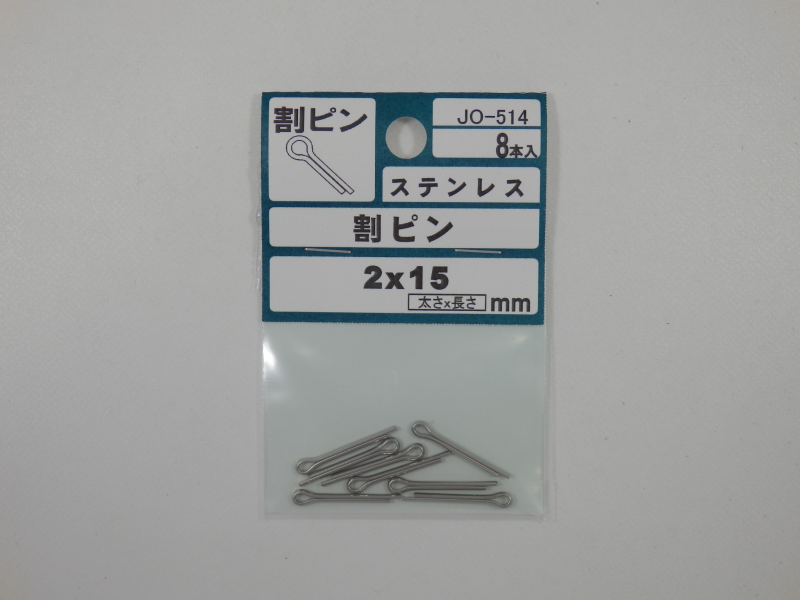 割ピン
JO-514
8本入
ステンレス
割ピン
2x15
太さx長さ mm